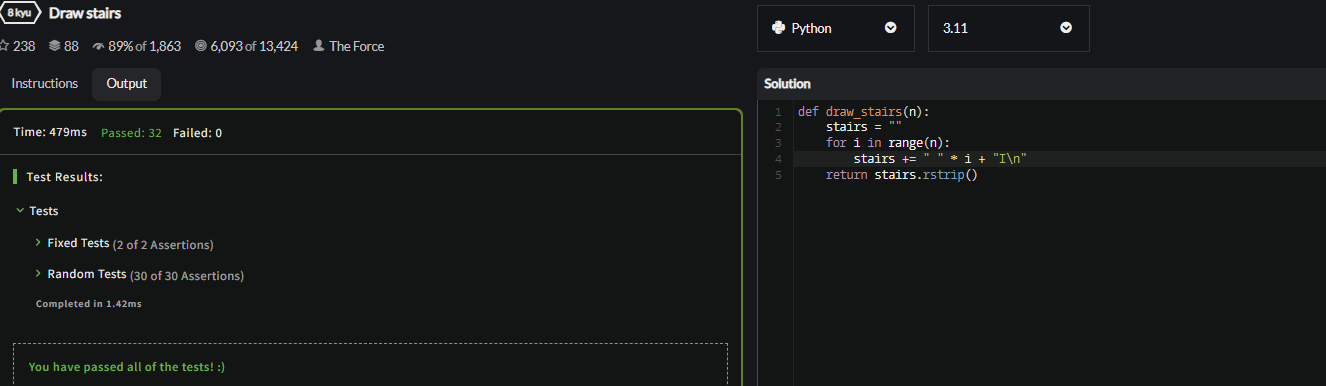 8 kyu Draw stairs
238 88 89% of 1,863 6,093 of 13,424 The Force
Instructions Output
Time: 479ms Passed: 32 Failed: 0
Test Results:
Tests
Fixed Tests (2 of 2 Assertions)
Random Tests (30 of 30 Assertions)
Completed in 1.42ms
You have passed all of the tests! :)
Python 3.11
Solution
1 def draw_stairs(n):
2     stairs = ""
3     for i in range(n):
4         stairs += " " * i + "I\n"
5     return stairs.rstrip()